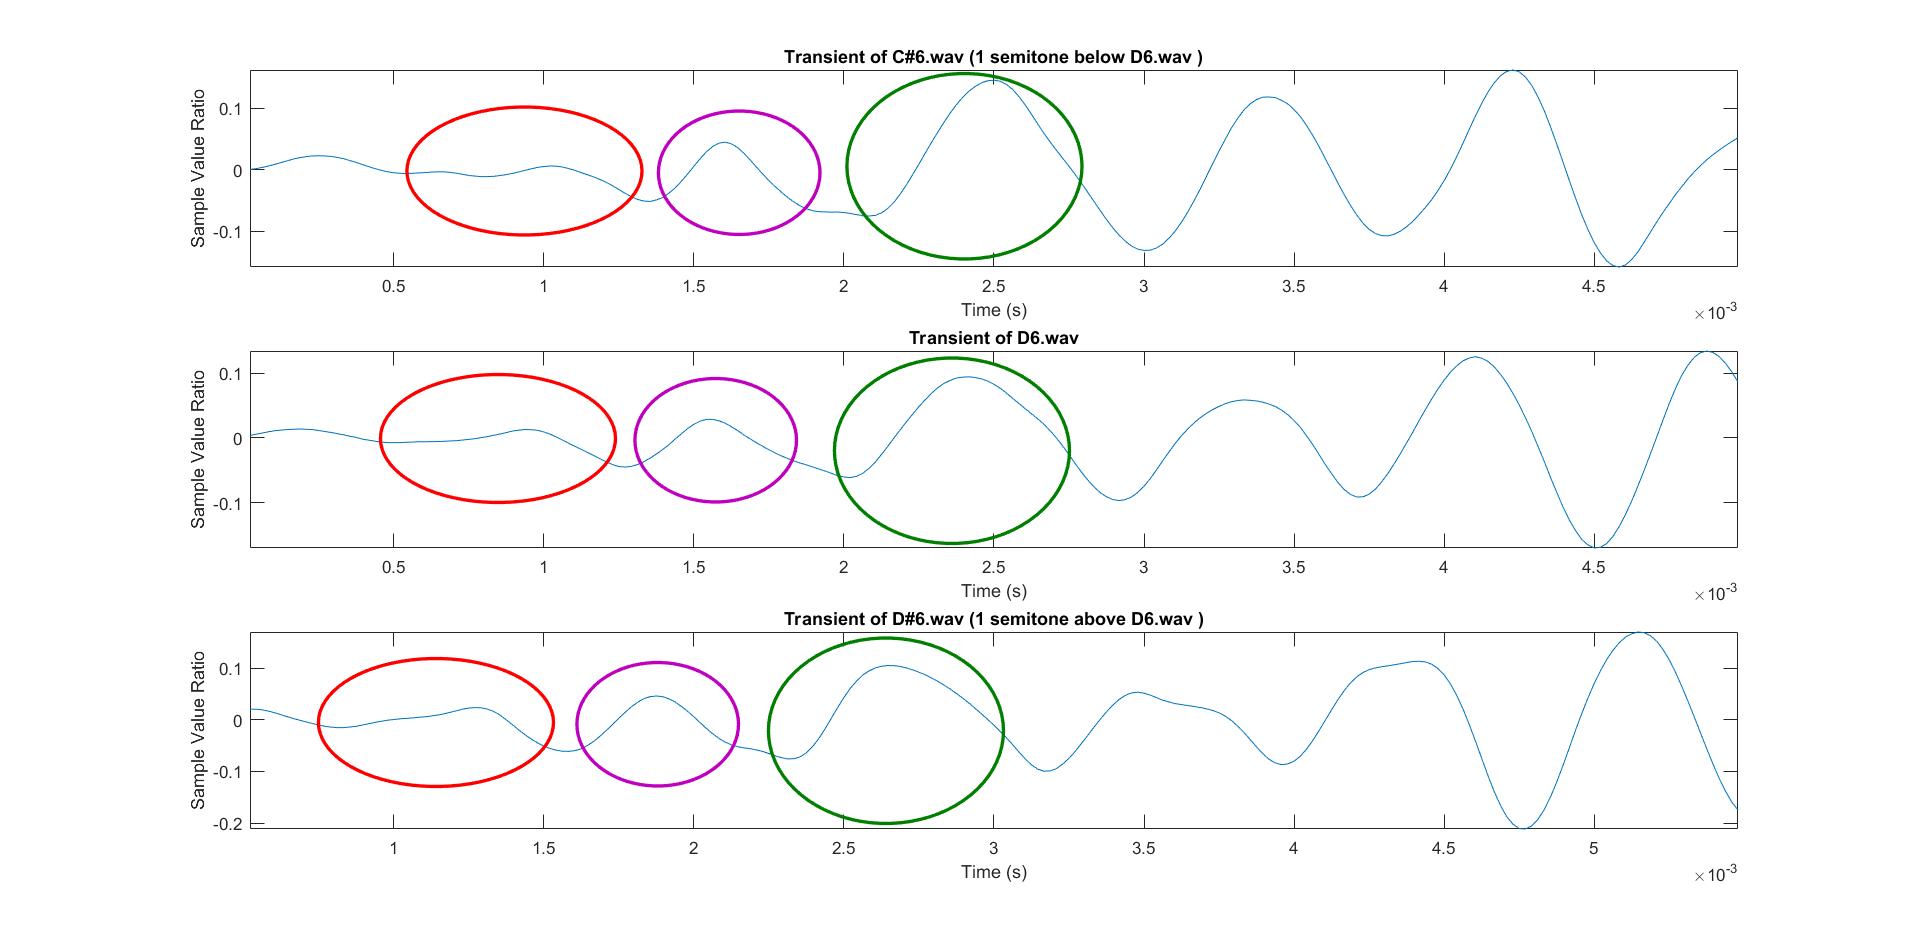 Transient of C#6.wav (1 semitone below D6.wav )
Sample Value Ratio
0.1
0
-0.1
0.5 1 1.5 2 2.5 3 3.5 4 4.5
Time (s)
×10-3
Transient of D6.wav
Sample Value Ratio
0.1
0
-0.1
0.5 1 1.5 2 2.5 3 3.5 4 4.5
Time (s)
×10-3
Transient of D#6.wav (1 semitone above D6.wav )
Sample Value Ratio
0.1
0
-0.1
-0.2
1 1.5 2 2.5 3 3.5 4 4.5 5
Time (s)
×10-3